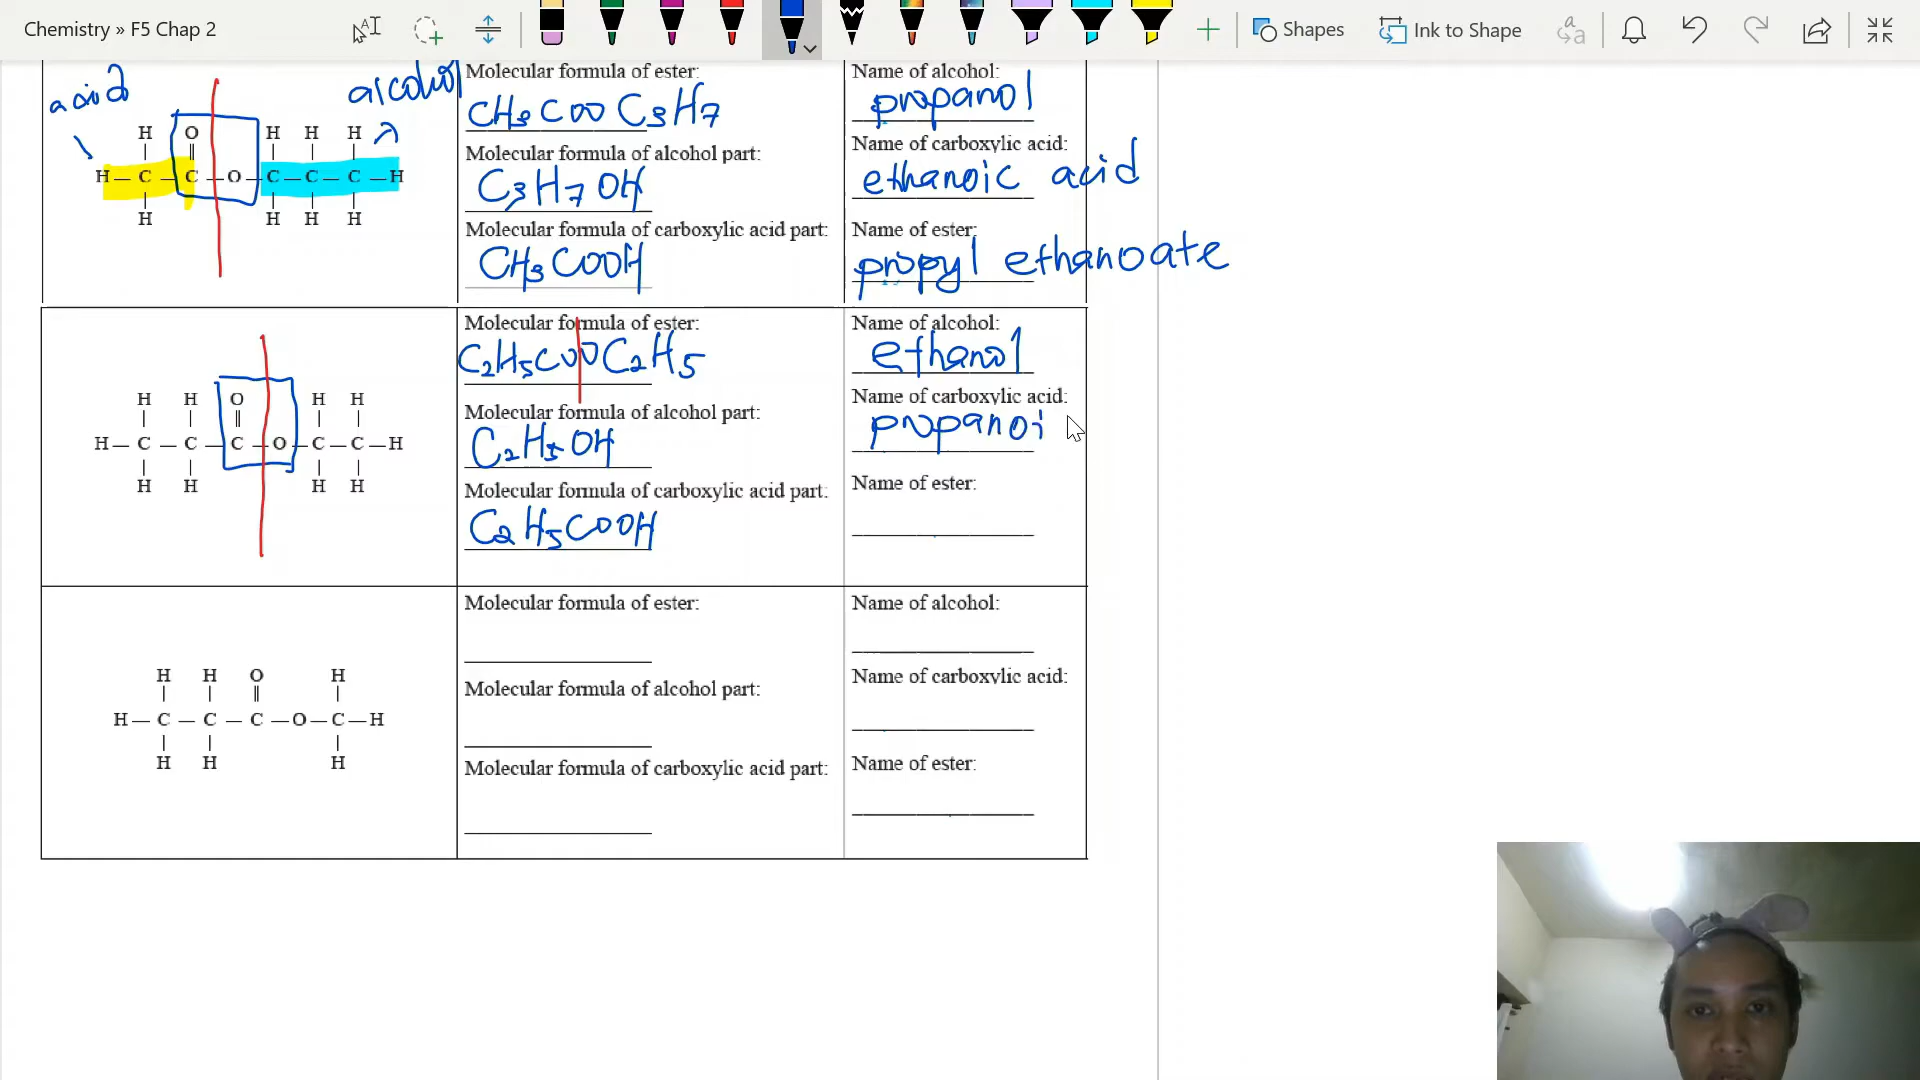 Chemistry » F5 Chap 2
Shapes
Ink to Shape
acid
alcohol
H O H H H
H — C — C — O — C — C — C — H
H H H H
Molecular formula of ester:
CH3COOC3H7
Molecular formula of alcohol part:
C3H7OH
Molecular formula of carboxylic acid part:
CH3COOH
Name of alcohol:
propanol
Name of carboxylic acid:
ethanoic acid
Name of ester:
propyl ethanoate
H H O H H
H — C — C — C — O — C — C — H
H H H H
Molecular formula of ester:
C2H5COOC2H5
Molecular formula of alcohol part:
C2H5OH
Molecular formula of carboxylic acid part:
C2H5COOH
Name of alcohol:
ethanol
Name of carboxylic acid:
propanoi
Name of ester:
H H O H
H — C — C — C — O — C — H
H H H
Molecular formula of ester:
Molecular formula of alcohol part:
Molecular formula of carboxylic acid part:
Name of alcohol:
Name of carboxylic acid:
Name of ester: